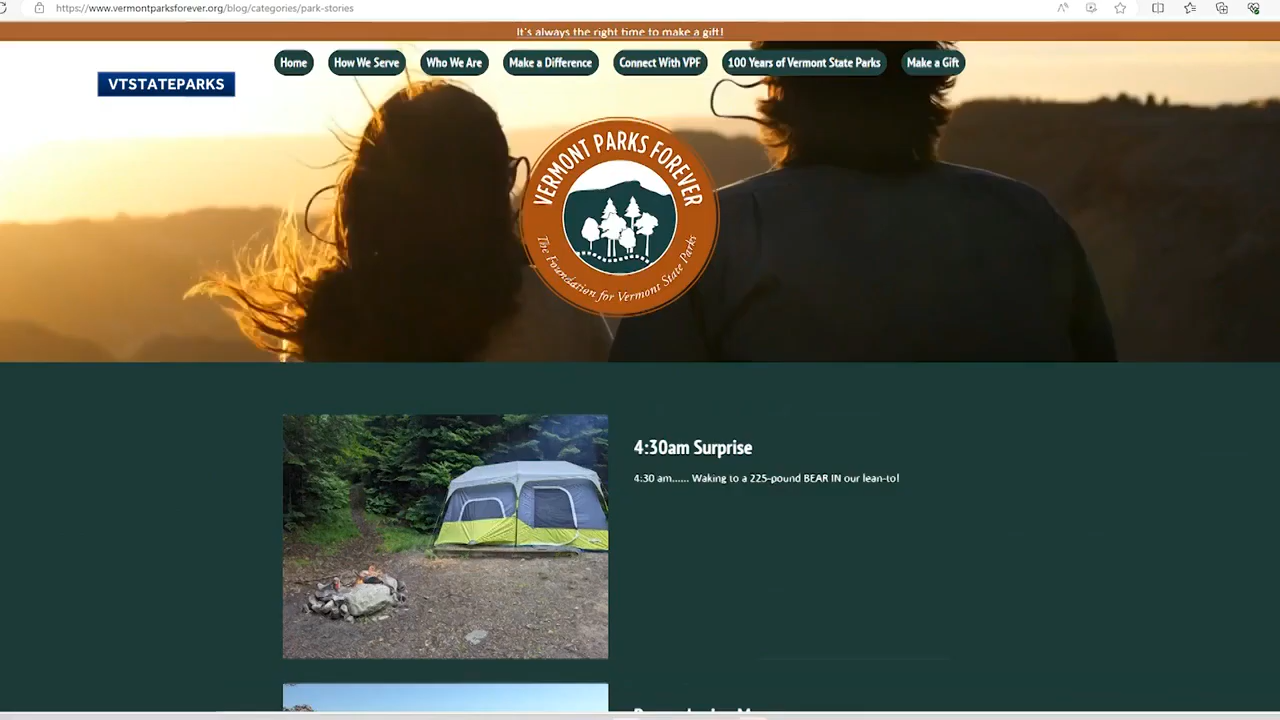 https://www.vermontparksforever.org/blog/categories/park-stories
It's always the right time to make a gift!
Home
How We Serve
Who We Are
Make a Difference
Connect With VPF
100 Years of Vermont State Parks
Make a Gift
VTSTATEPARKS
VERMONT PARKS FOREVER
The Foundation for Vermont State Parks
4:30am Surprise
4:30 am...... Waking to a 225-pound BEAR IN our lean-to!